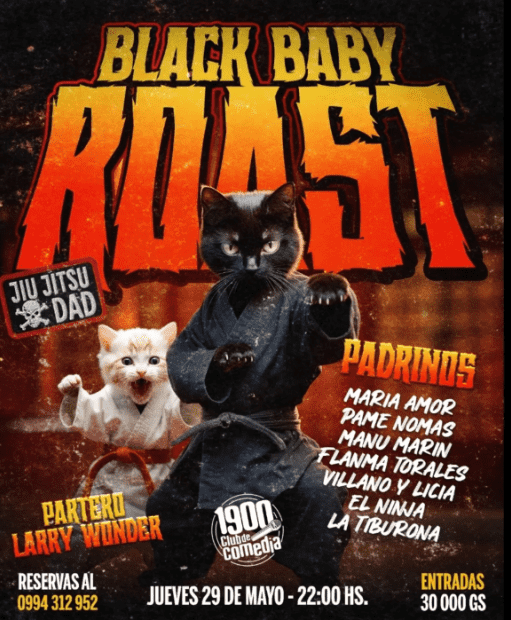 BLACK BABY
ROAST
JIU JITSU
DAD
PADRINOS
MARIA AMOR
PAME NOMAS
MANU MARIN
FLANMA TORALES
VILLANO Y LICIA
EL NINJA
LA TIBURONA
PARTERO
LARRY WONDER
1900
Club de
comedia
RESERVAS AL
0994 312 952
JUEVES 29 DE MAYO - 22:00 HS.
ENTRADAS
30 000 GS